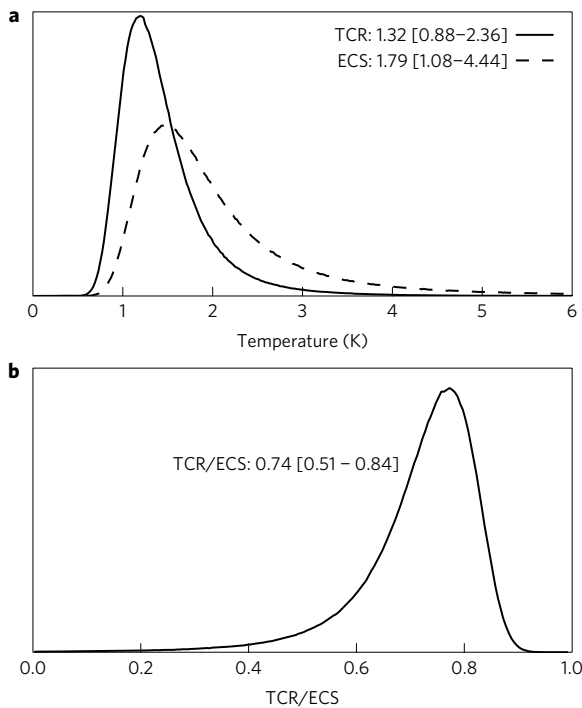 a
TCR: 1.32 [0.88–2.36]
ECS: 1.79 [1.08–4.44]
0 1 2 3 4 5 6
Temperature (K)
b
TCR/ECS: 0.74 [0.51 – 0.84]
0.0 0.2 0.4 0.6 0.8 1.0
TCR/ECS